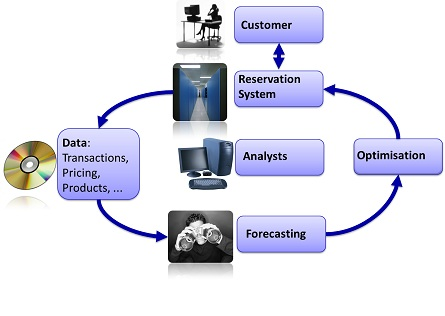 Customer
Reservation
System
Data:
Transactions,
Pricing,
Products, ...
Analysts
Optimisation
Forecasting